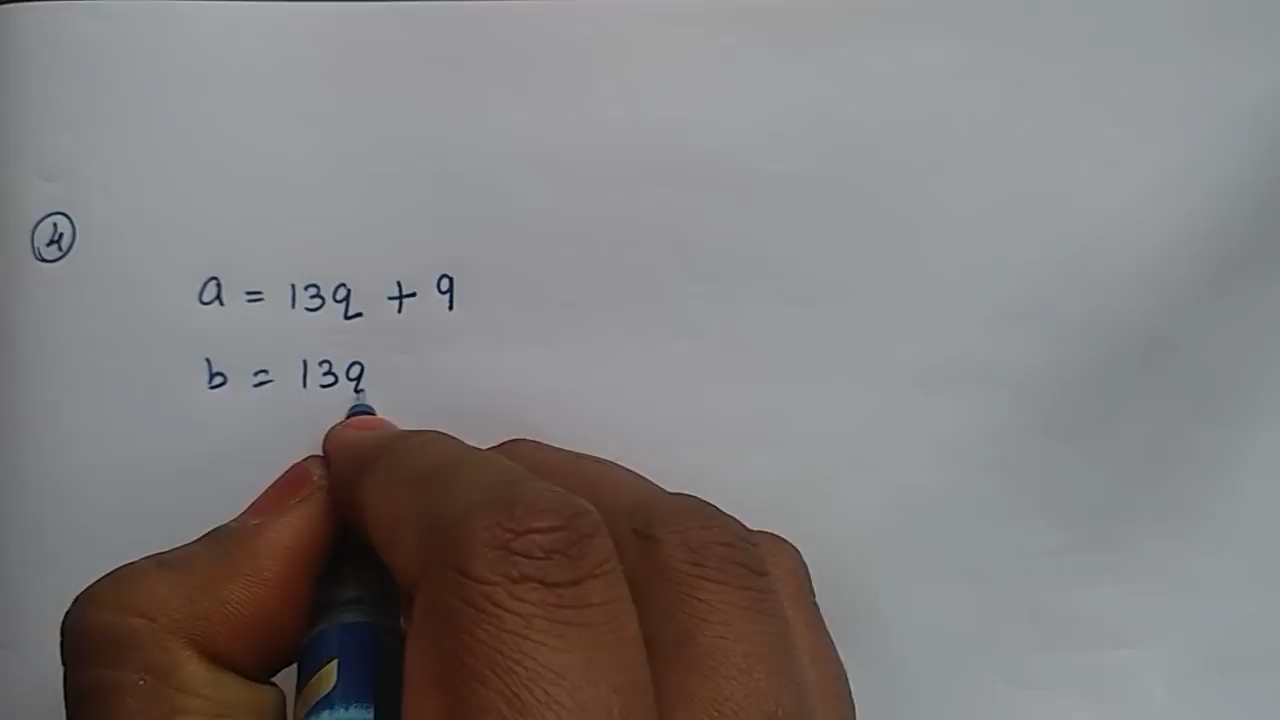 4
a = 13q + 9
b = 13q